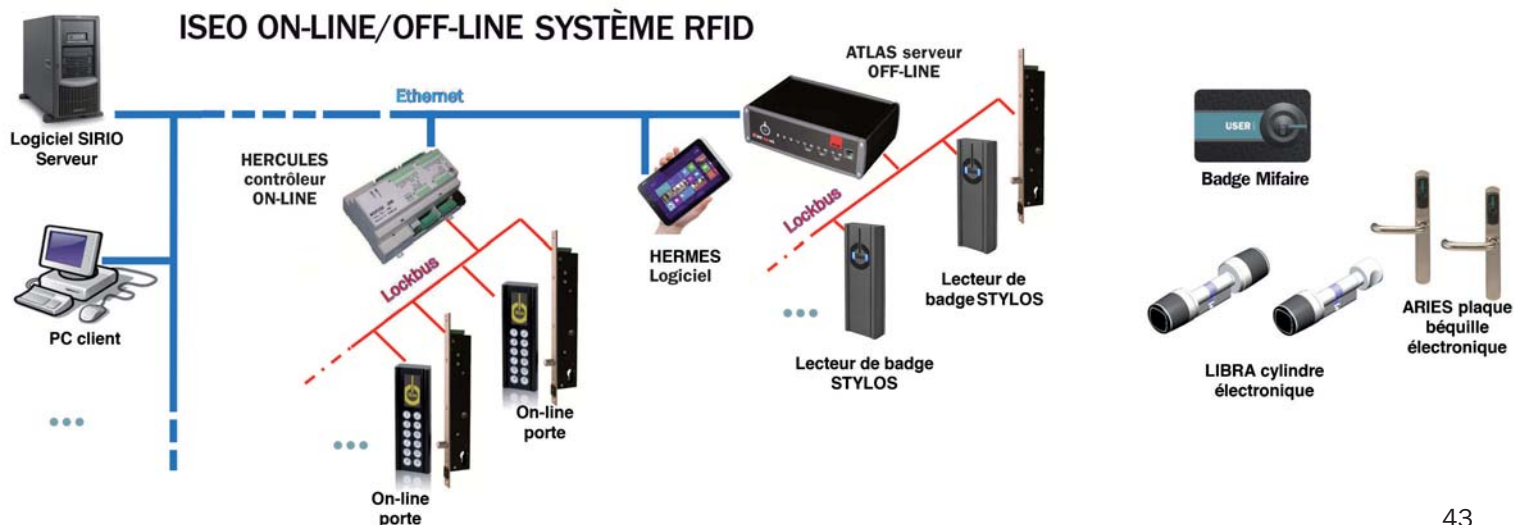 ISEO ON-LINE/OFF-LINE SYSTÈME RFID
Logiciel SIRIO
Serveur
Ethernet
HERCULES
contrôleur
ON-LINE
ATLAS serveur
OFF-LINE
USER
Badge Mifaire
PC client
Lockbus
HERMES
Logiciel
Lockbus
Lecteur de
badge STYLOS
Lecteur de badge
STYLOS
On-line
porte
On-line
porte
LIBRA cylindre
électronique
ARIES plaque
béquille
électronique
43